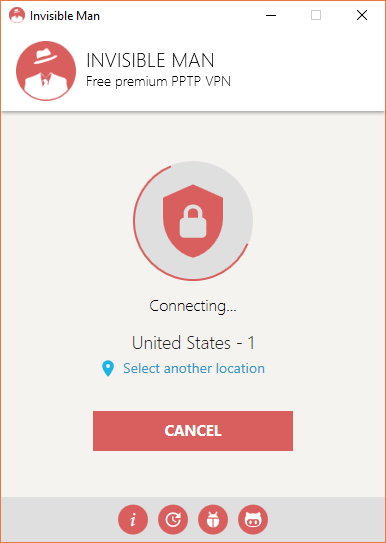 Invisible Man
INVISIBLE MAN
Free premium PPTP VPN
Connecting...
United States - 1
Select another location
CANCEL
i